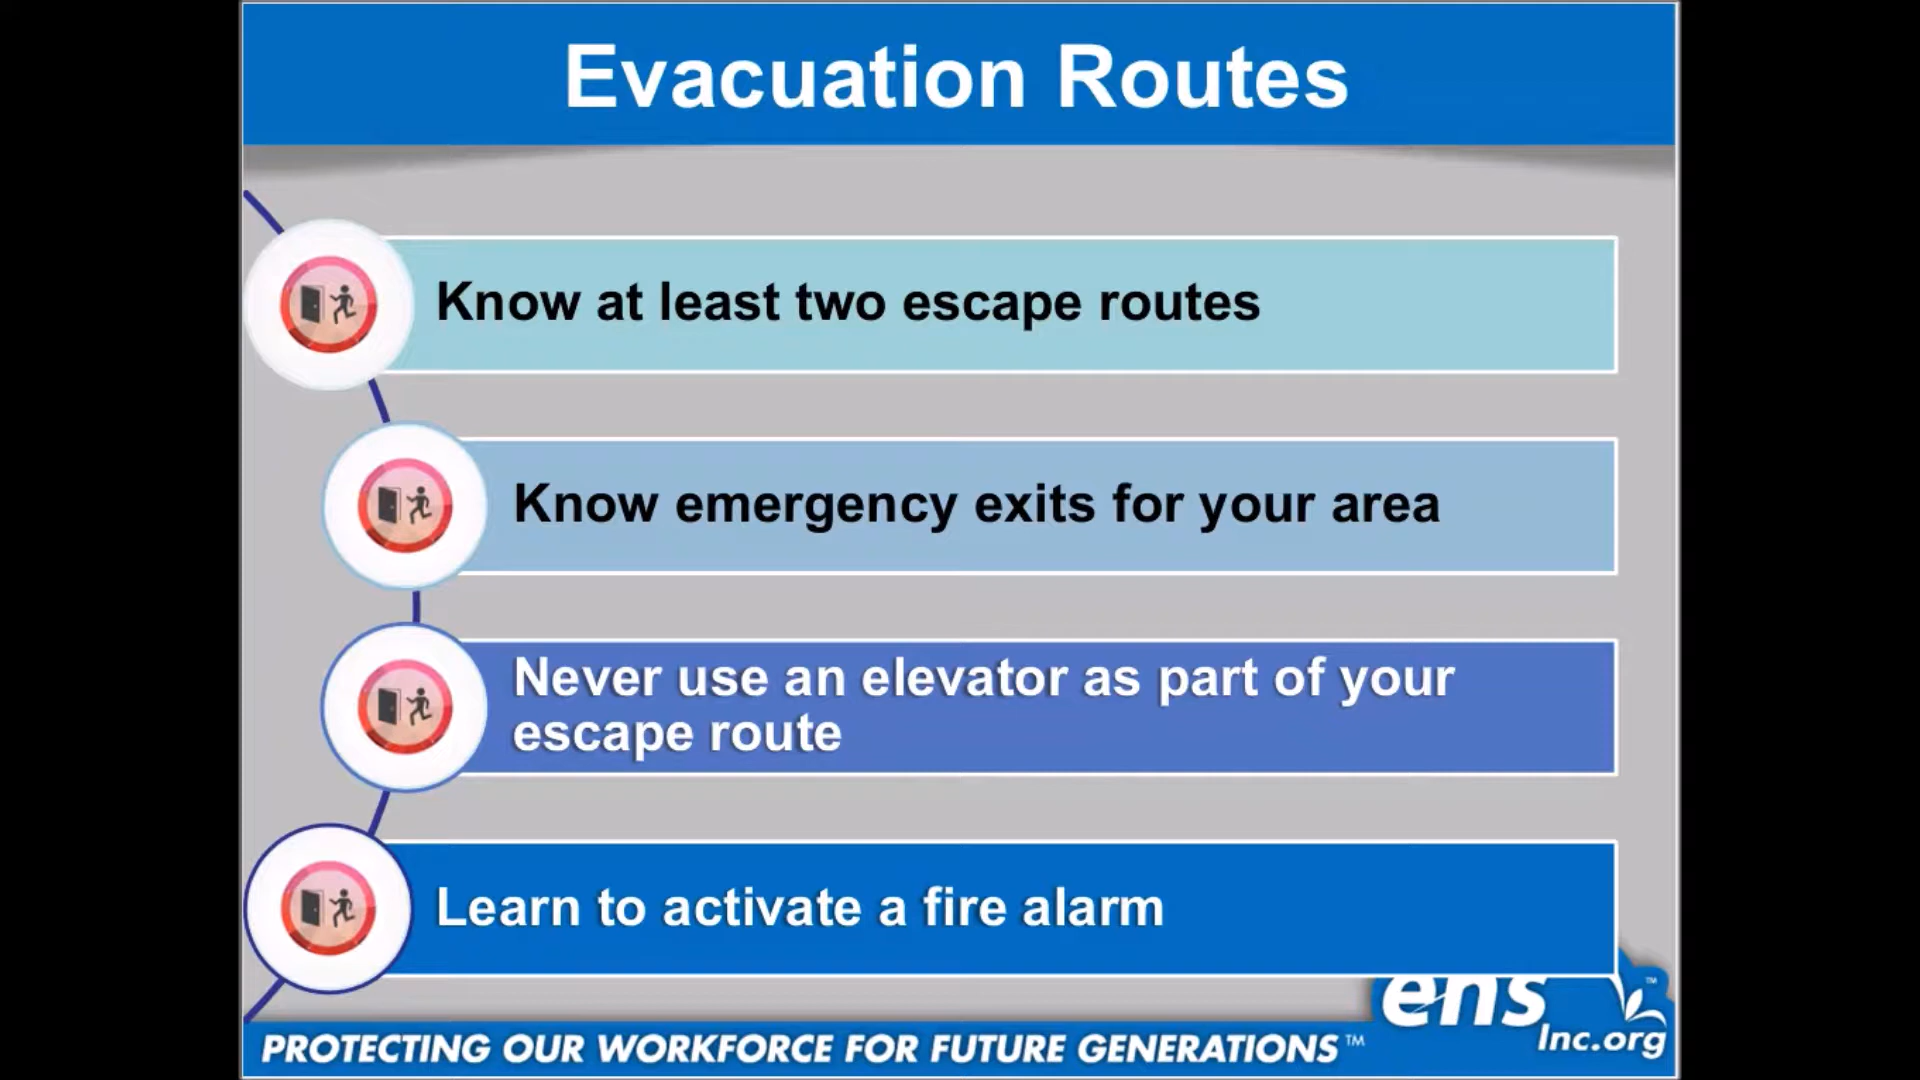 Evacuation Routes
Know at least two escape routes
Know emergency exits for your area
Never use an elevator as part of your
escape route
Learn to activate a fire alarm
ens™
Inc.org
PROTECTING OUR WORKFORCE FOR FUTURE GENERATIONS™